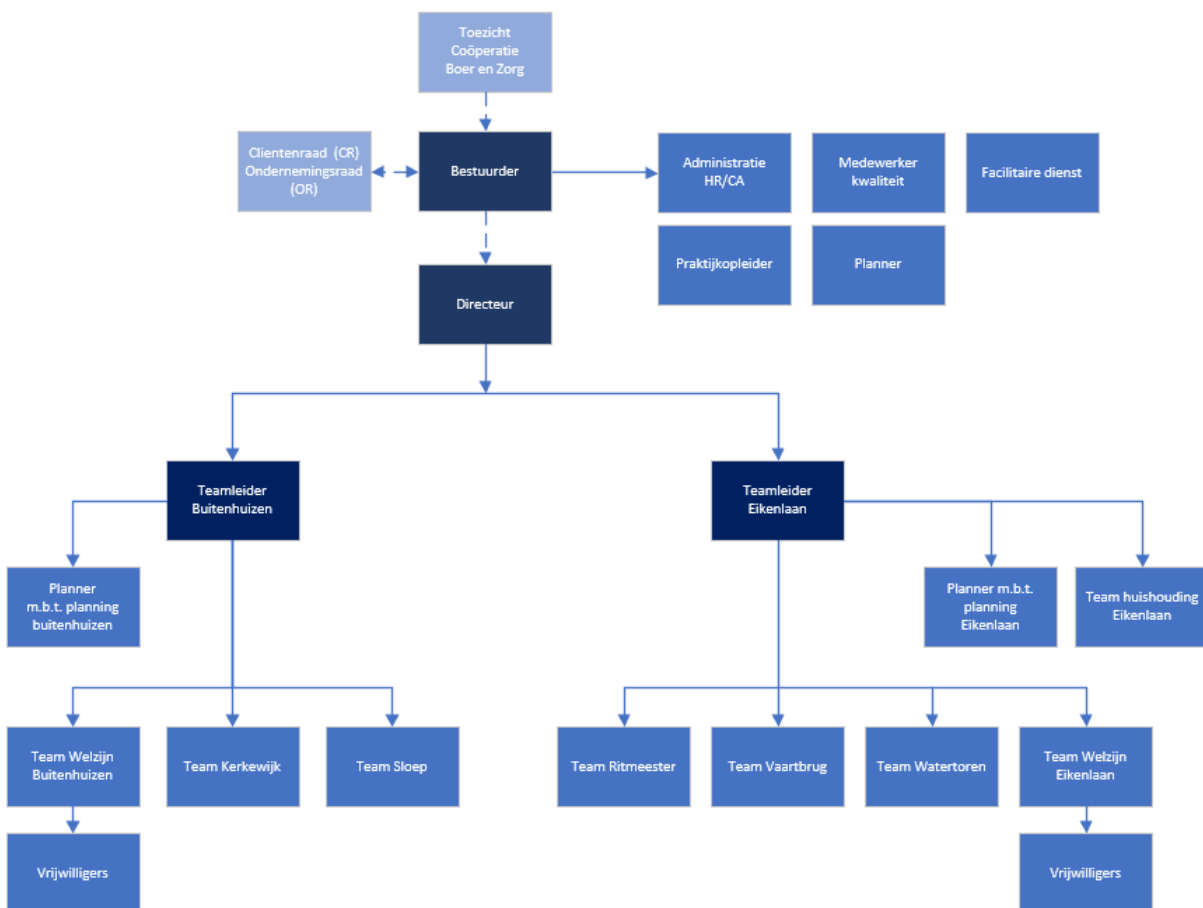 Toezicht
Coöperatie
Boer en Zorg
Clientenraad (CR)
Ondernemingsraad
(OR)
Bestuurder
Administratie
HR/CA
Medewerker
kwaliteit
Facilitaire dienst
Praktijkopleider
Planner
Directeur
Teamleider
Buitenhuizen
Teamleider
Eikenlaan
Planner
m.b.t. planning
buitenhuizen
Planner m.b.t.
planning
Eikenlaan
Team huishouding
Eikenlaan
Team Welzijn
Buitenhuizen
Team Kerkewijk
Team Sloep
Team Ritmeester
Team Vaartbrug
Team Watertoren
Team Welzijn
Eikenlaan
Vrijwilligers
Vrijwilligers